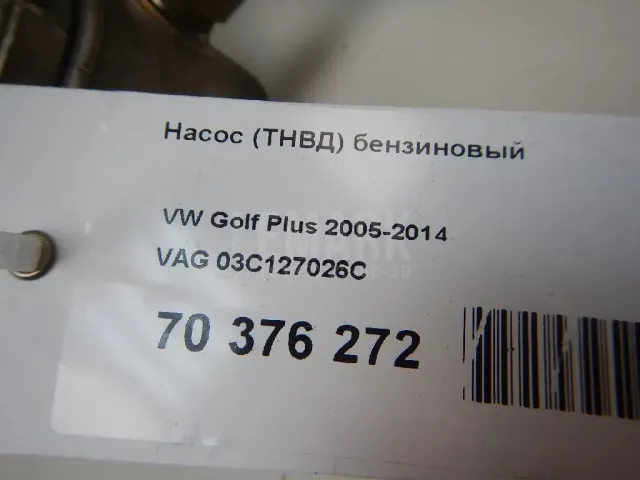 Насос (ТНВД) бензиновый
VW Golf Plus 2005-2014
VAG 03C127026C
70 376 272